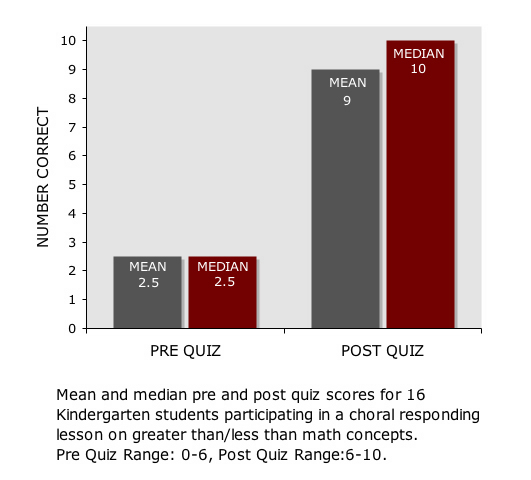 10
9
8
7
6
5
4
3
2
1
0
NUMBER CORRECT
MEAN
2.5
MEDIAN
2.5
MEAN
9
MEDIAN
10
PRE QUIZ
POST QUIZ
Mean and median pre and post quiz scores for 16
Kindergarten students participating in a choral responding
lesson on greater than/less than math concepts.
Pre Quiz Range: 0-6, Post Quiz Range:6-10.